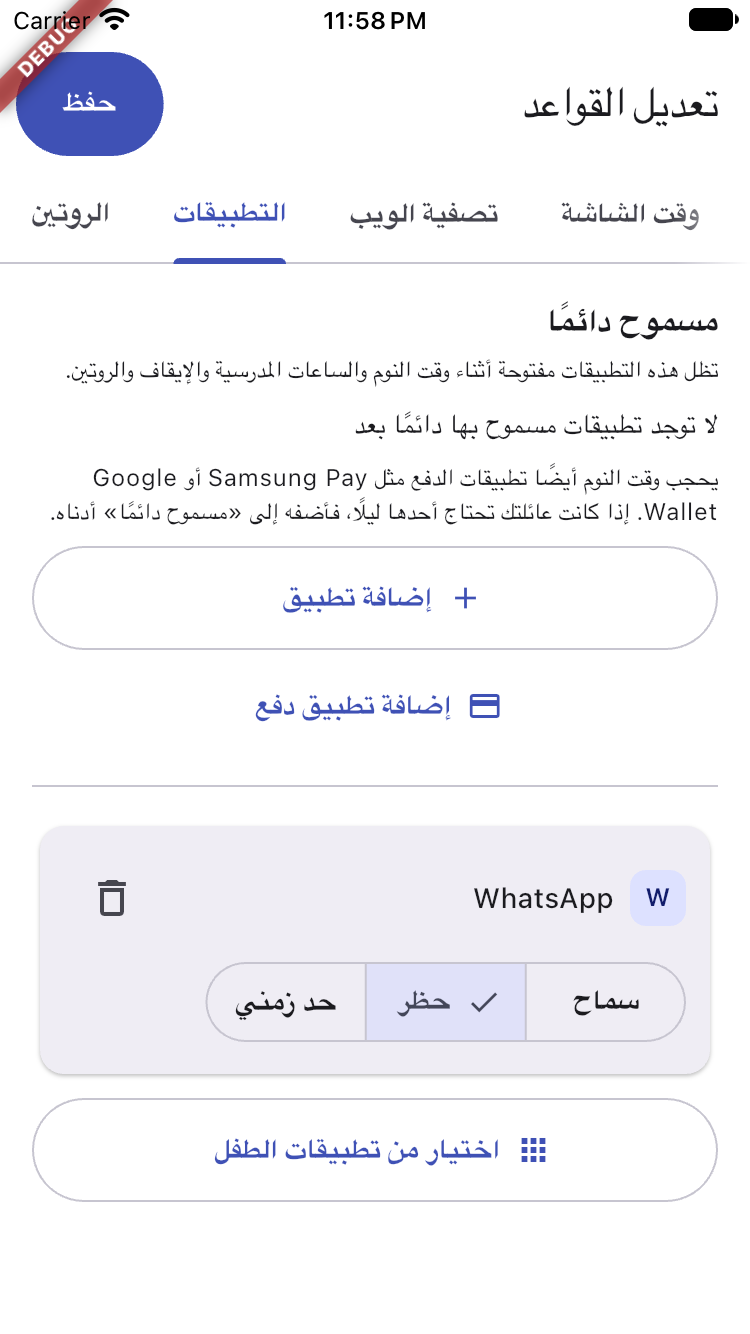 Carrier
11:58 PM
DEBUG
تعديل القواعد
حفظ
وقت الشاشة
تصفية الويب
التطبيقات
الروتين
مسموح دائمًا
تظل هذه التطبيقات مفتوحة أثناء وقت النوم والساعات المدرسية والإيقاف والروتين.
لا توجد تطبيقات مسموح بها دائمًا بعد
يحجب وقت النوم أيضًا تطبيقات الدفع مثل Samsung Pay أو Google
Wallet. إذا كانت عائلتك تحتاج أحدها ليلًا، فأضفه إلى «مسموح دائمًا» أدناه.
إضافة تطبيق
إضافة تطبيق دفع
W
WhatsApp
سماح
حظر
حد زمني
اختيار من تطبيقات الطفل